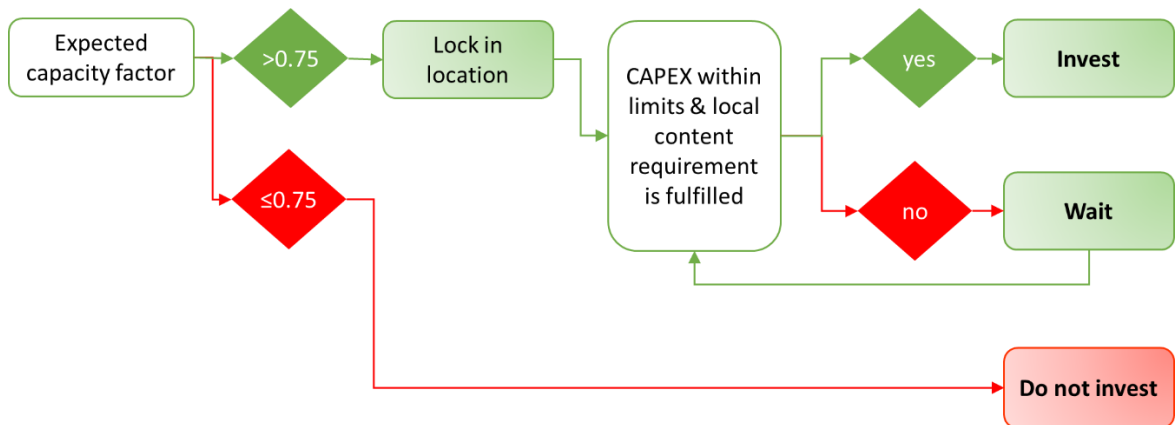 Expected
capacity factor
>0.75
Lock in
location
CAPEX within
limits & local
content
requirement
is fulfilled
yes
Invest
≤0.75
no
Wait
Do not invest